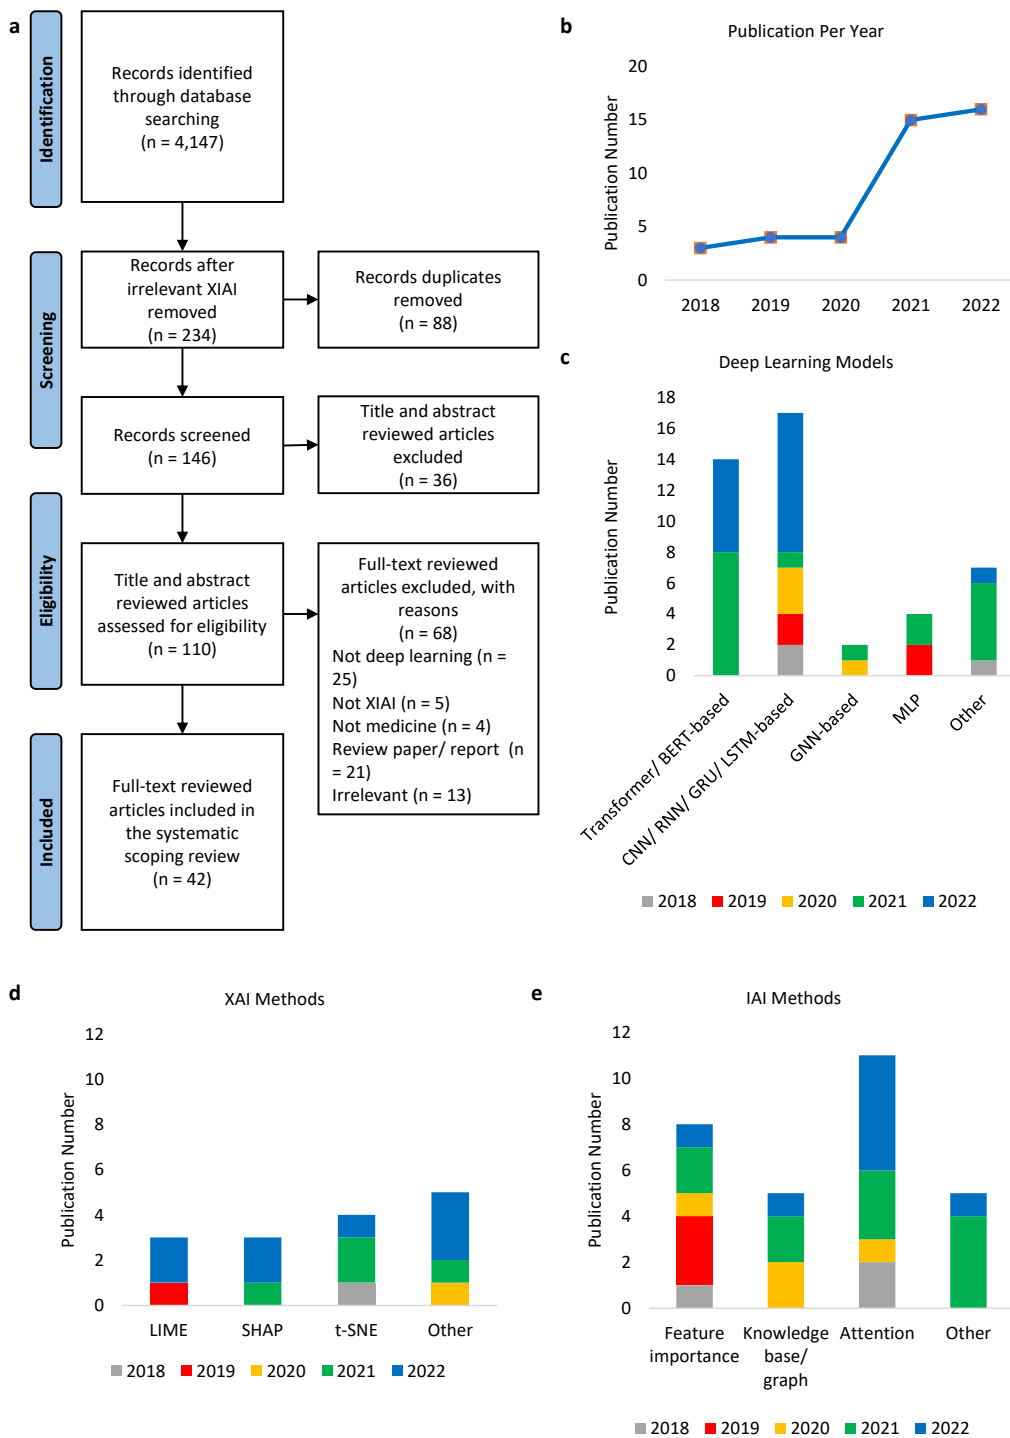 a
Identification
Records identified
through database
searching
(n = 4,147)
Screening
Records after
irrelevant XIAI
removed
(n = 234)
Records duplicates
removed
(n = 88)
Records screened
(n = 146)
Title and abstract
reviewed articles
excluded
(n = 36)
Eligibility
Title and abstract
reviewed articles
assessed for eligibility
(n = 110)
Full-text reviewed
articles excluded, with
reasons
(n = 68)
Not deep learning (n =
25)
Not XIAI (n = 5)
Not medicine (n = 4)
Review paper/ report (n
= 21)
Irrelevant (n = 13)
Included
Full-text reviewed
articles included in
the systematic
scoping review
(n = 42)
b
Publication Per Year
Publication Number
20
15
10
5
0
2018 2019 2020 2021 2022
c
Deep Learning Models
Publication Number
18
16
14
12
10
8
6
4
2
0
Transformer/ BERT-based
CNN/ RNN/ GRU/ LSTM-based
GNN-based
MLP
Other
2018 2019 2020 2021 2022
d
XAI Methods
Publication Number
12
10
8
6
4
2
0
LIME SHAP t-SNE Other
2018 2019 2020 2021 2022
e
IAI Methods
Publication Number
12
10
8
6
4
2
0
Feature
importance
Knowledge
base/
graph
Attention
Other
2018 2019 2020 2021 2022